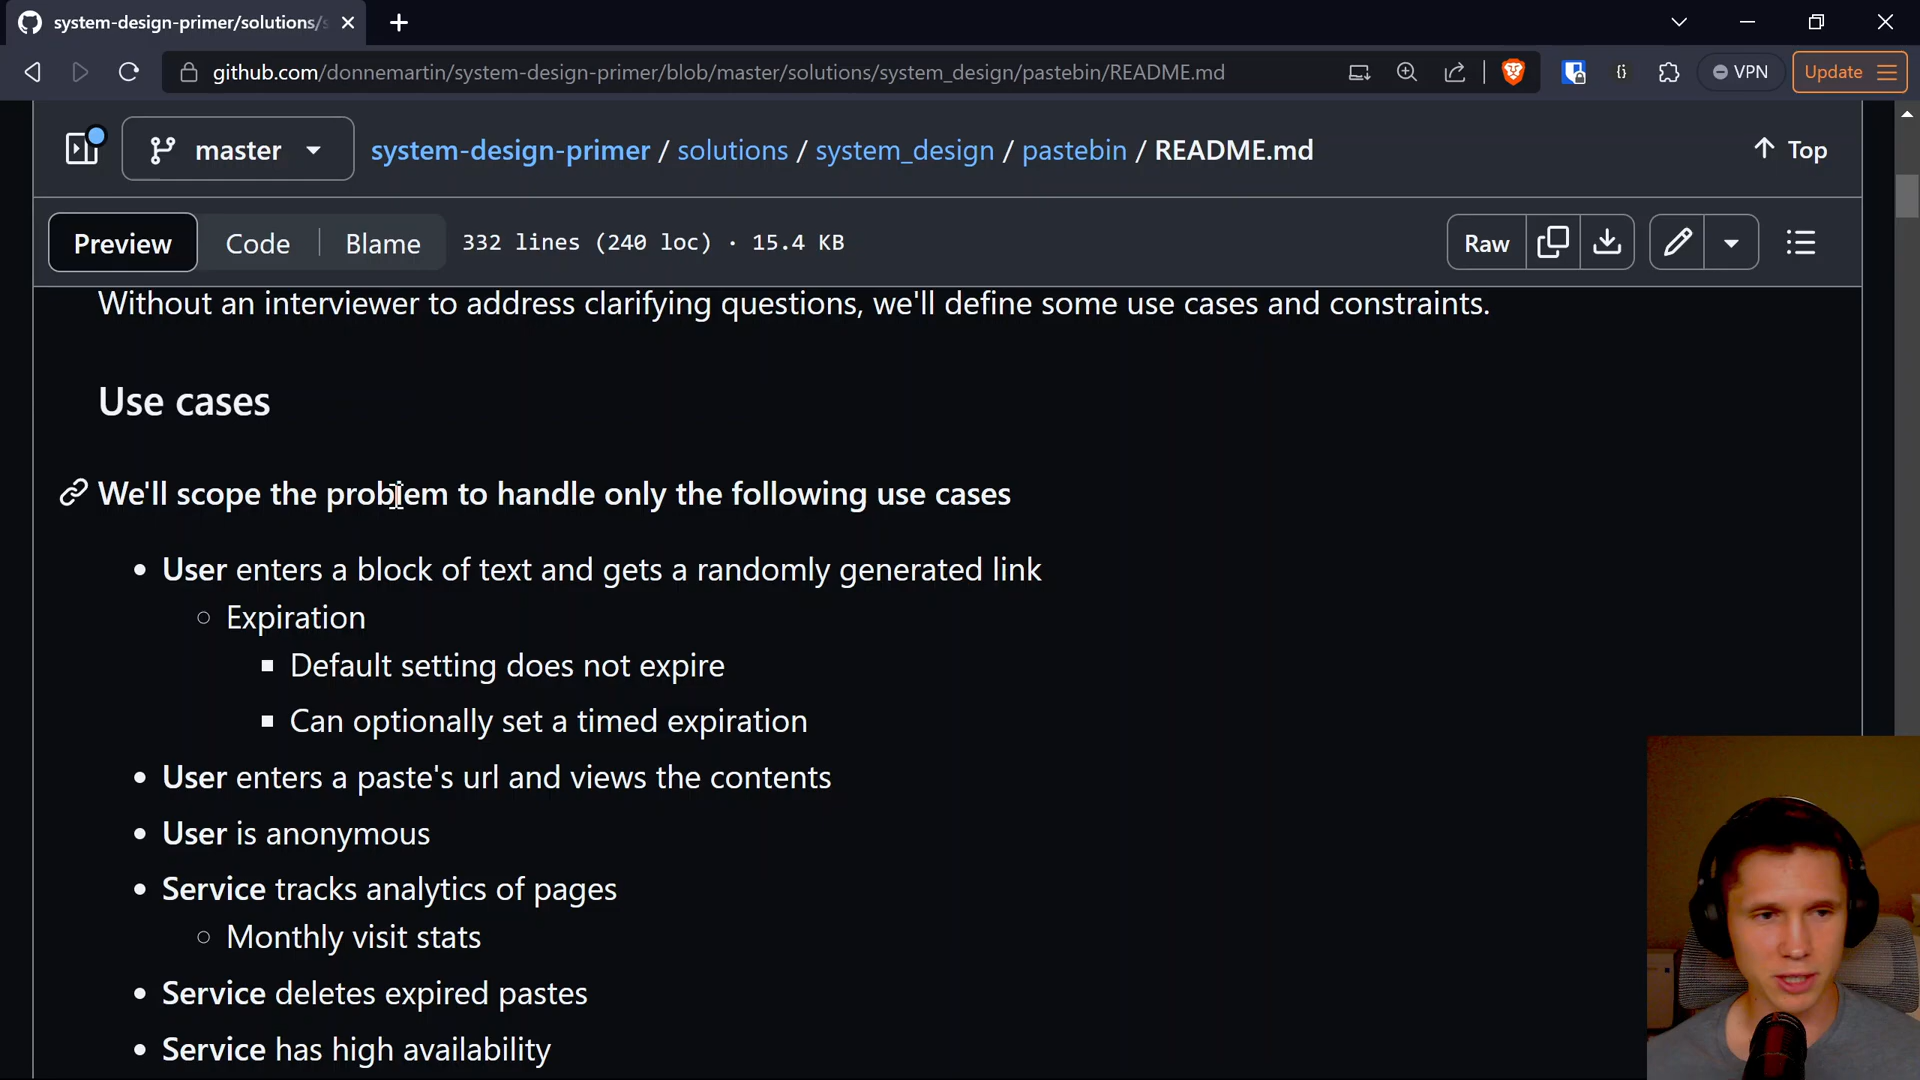 system-design-primer/solutions/
github.com/donnemartin/system-design-primer/blob/master/solutions/system_design/pastebin/README.md
VPN
Update
master
system-design-primer / solutions / system_design / pastebin / README.md
Top
Preview
Code
Blame
332 lines (240 loc) · 15.4 KB
Raw
Without an interviewer to address clarifying questions, we'll define some use cases and constraints.
Use cases
We'll scope the problem to handle only the following use cases
User enters a block of text and gets a randomly generated link
Expiration
Default setting does not expire
Can optionally set a timed expiration
User enters a paste's url and views the contents
User is anonymous
Service tracks analytics of pages
Monthly visit stats
Service deletes expired pastes
Service has high availability